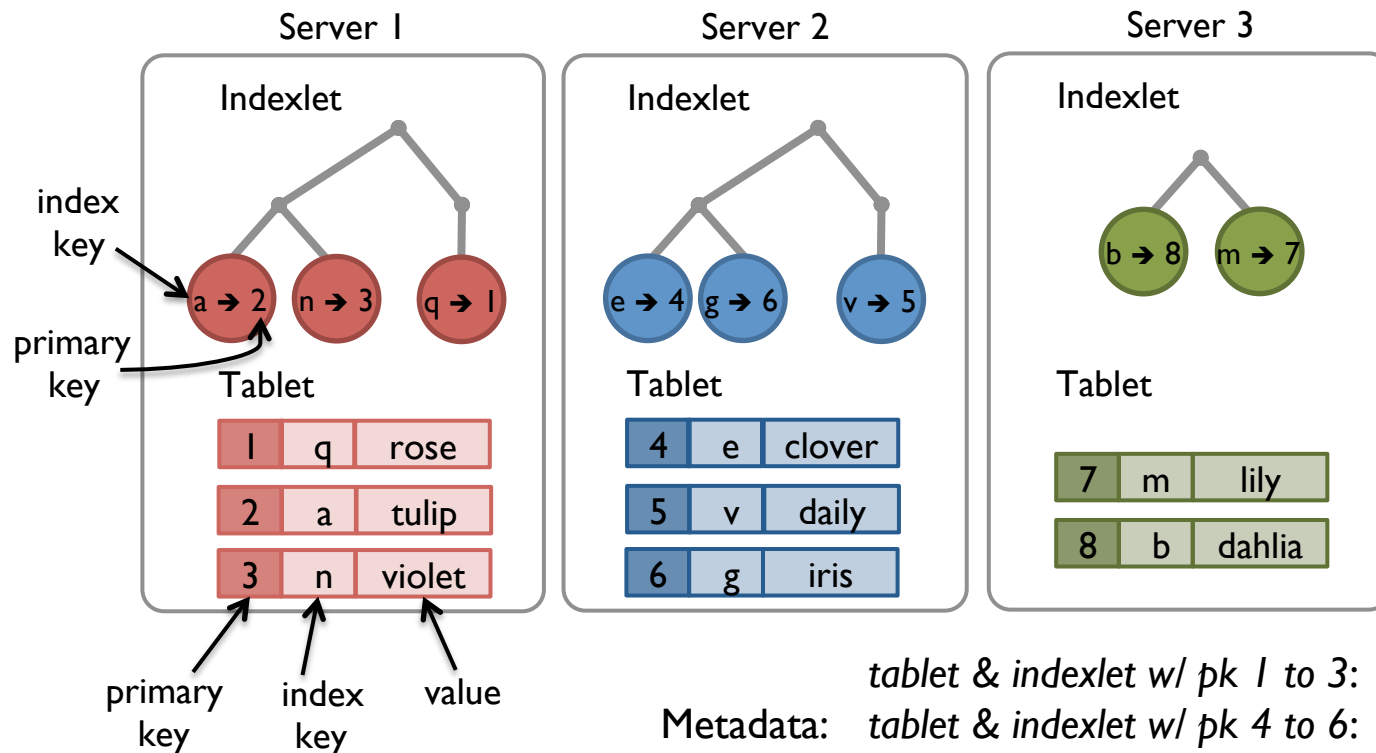 Server 1
Server 2
Server 3
Indexlet
Indexlet
Indexlet
index
key
a → 2
n → 3
q → 1
e → 4
g → 6
v → 5
b → 8
m → 7
primary
key
Tablet
Tablet
Tablet
1 q rose
2 a tulip
3 n violet
4 e clover
5 v daily
6 g iris
7 m lily
8 b dahlia
primary
key
index
key
value
tablet & indexlet w/ pk 1 to 3:
Metadata: tablet & indexlet w/ pk 4 to 6: